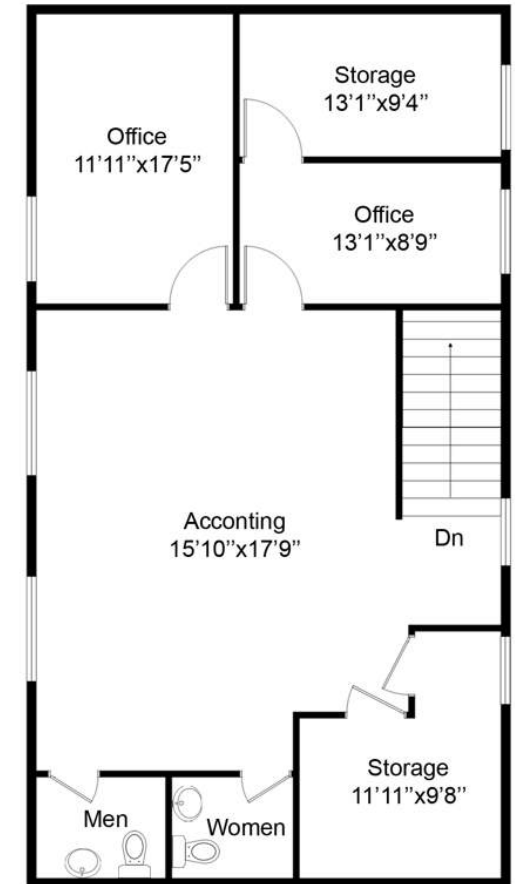 Storage
13'1''x9'4’’
Office
11'11’’x17'5’’
Office
13'1’’x8'9’’
Acconting
15'10’’x17'9’’
Dn
Storage
11'11’’x9'8’’
Men
Women